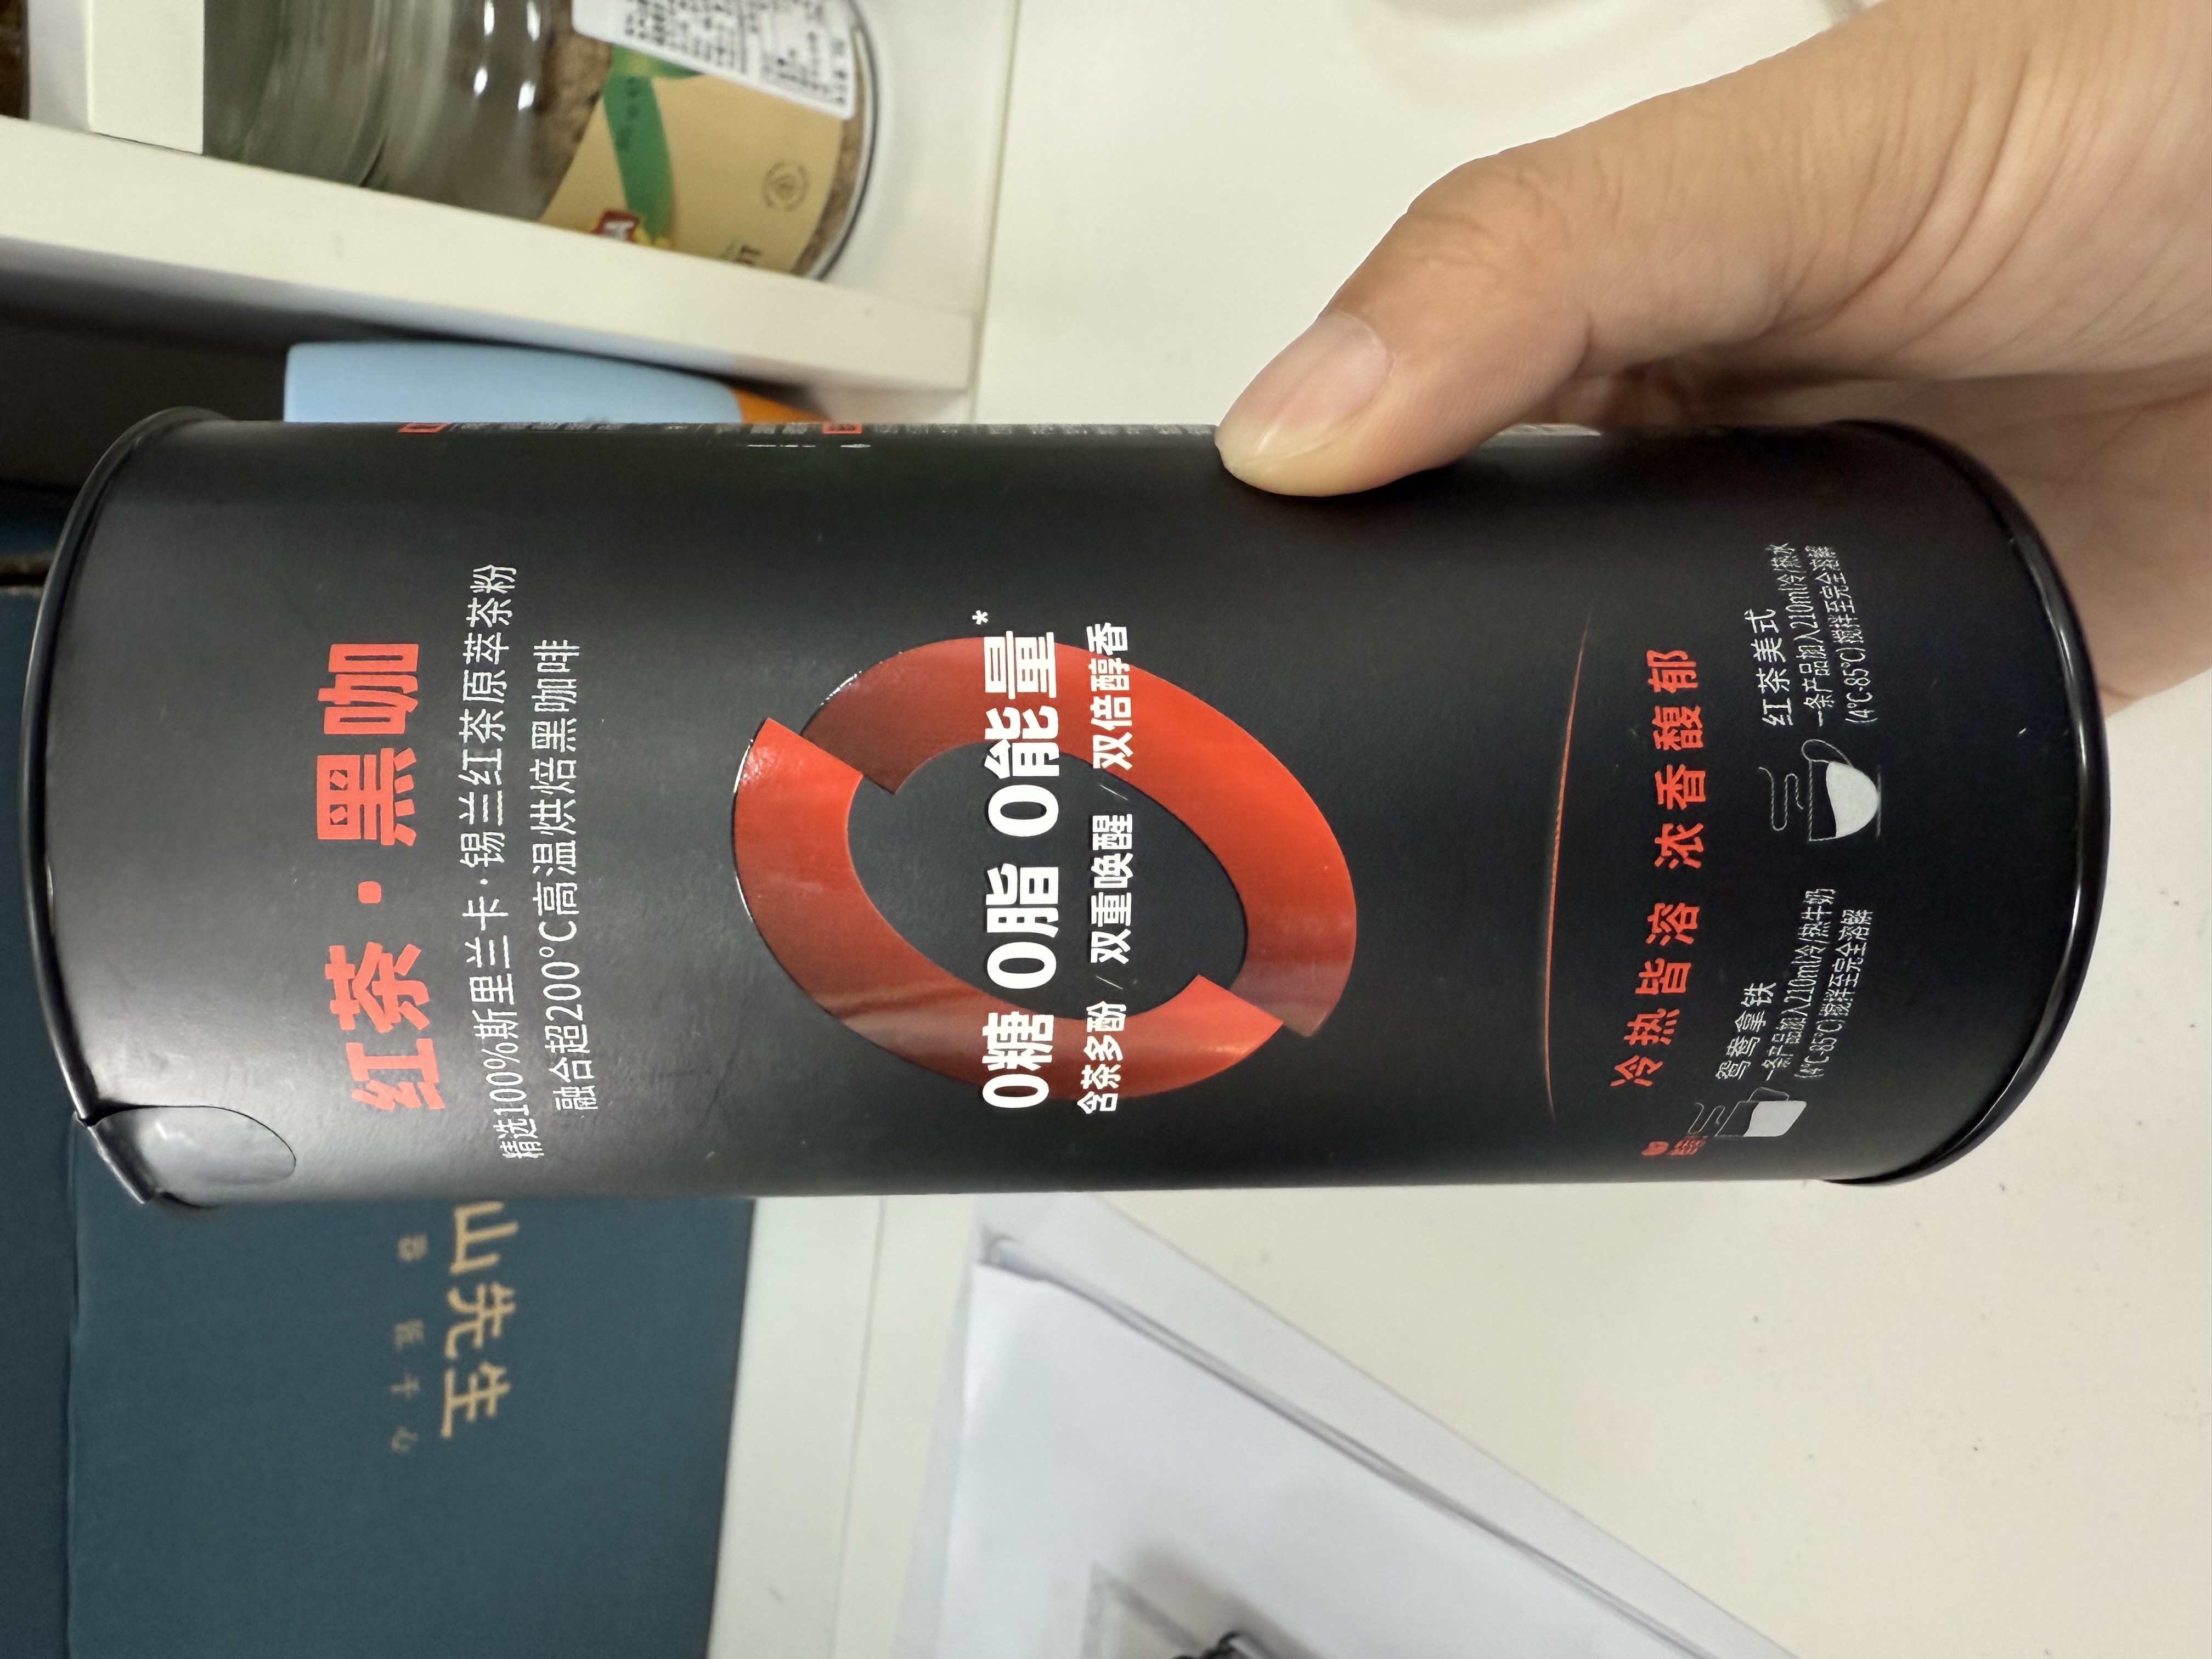 红茶·黑咖
精选100%斯里兰卡·锡兰红茶原萃茶粉
融合超200°C高温烘焙黑咖啡
0糖 0脂 0能量*
含茶多酚 / 双重唤醒 / 双倍醇香
冷热皆溶 浓香馥郁
鸳鸯拿铁
一条产品加入210ml冷/热牛奶
(4°C-85°C)搅拌至完全溶解
红茶美式
一条产品加入210ml冷/热水
(4°C-85°C)搅拌至完全溶解
山先生